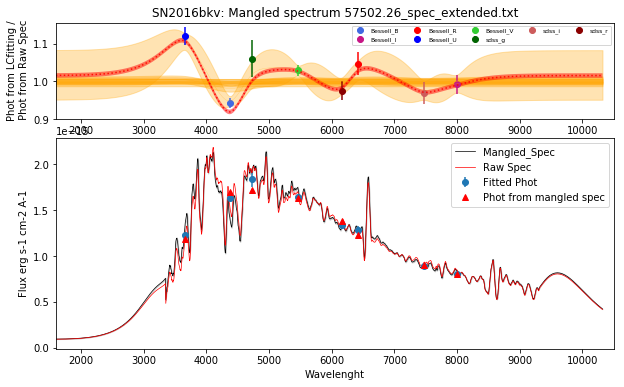 SN2016bkv: Mangled spectrum 57502.26_spec_extended.txt
Phot from LCfitting /
Phot from Raw Spec
1.1
1.0
0.9
Bessell_B
Bessell_I
Bessell_R
Bessell_U
Bessell_V
sdss_g
sdss_i
sdss_r
2000 3000 4000 5000 6000 7000 8000 9000 10000
Flux erg s-1 cm-2 A-1
2.0
1.5
1.0
0.5
0.0
Mangled_Spec
Raw Spec
Fitted Phot
Phot from mangled spec
2000 3000 4000 5000 6000 7000 8000 9000 10000
Wavelenght